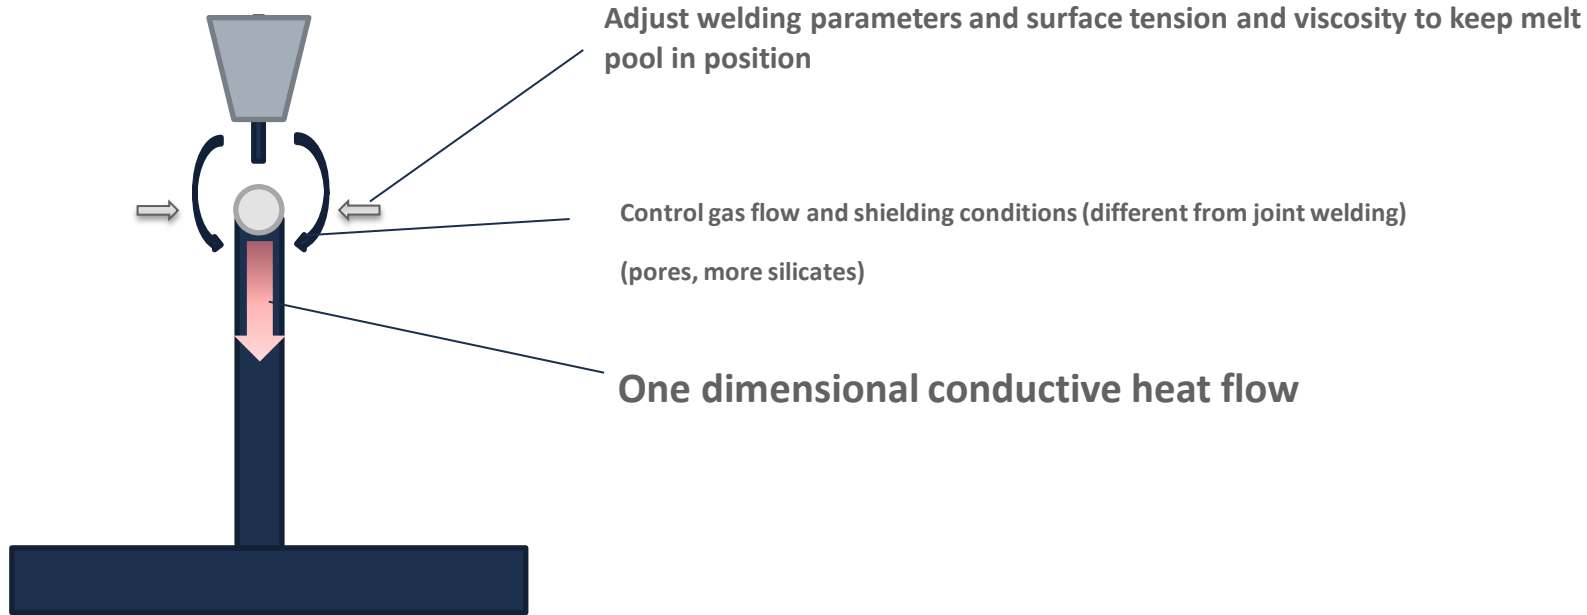 Adjust welding parameters and surface tension and viscosity to keep melt
pool in position
Control gas flow and shielding conditions (different from joint welding)
(pores, more silicates)
One dimensional conductive heat flow